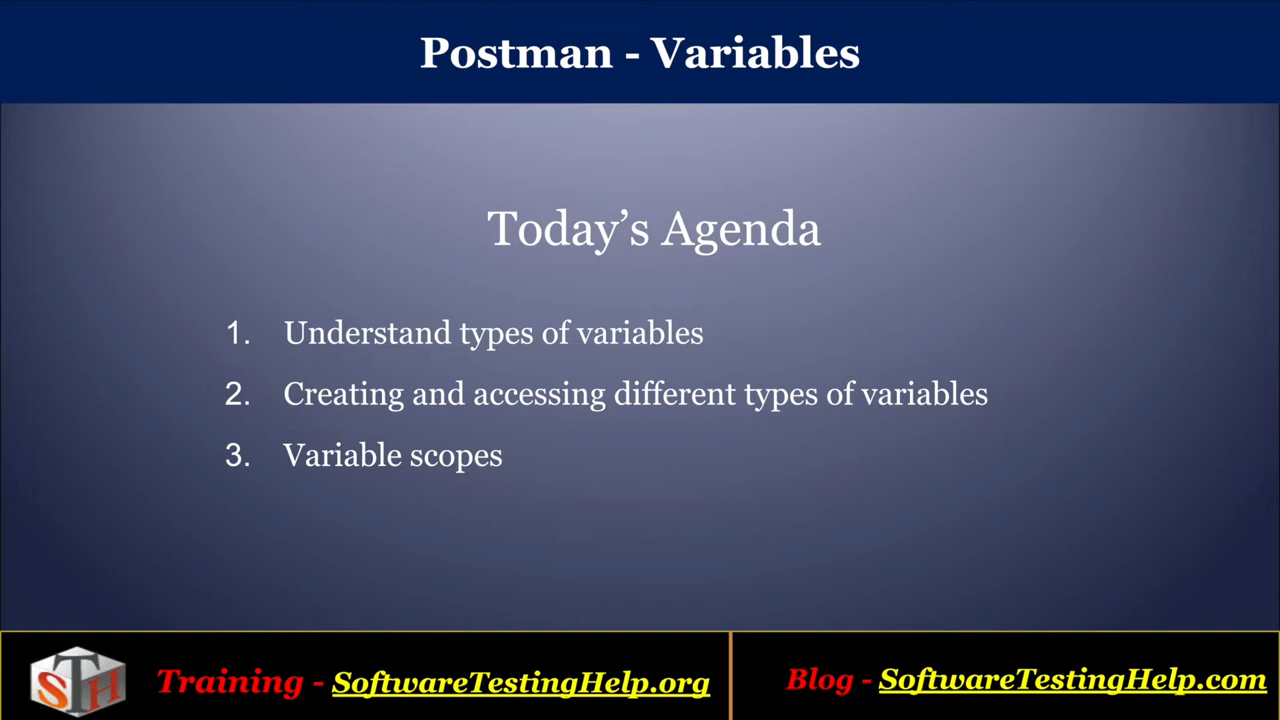 Postman - Variables
Today’s Agenda
1. Understand types of variables
2. Creating and accessing different types of variables
3. Variable scopes
STH
Training - SoftwareTestingHelp.org
Blog - SoftwareTestingHelp.com